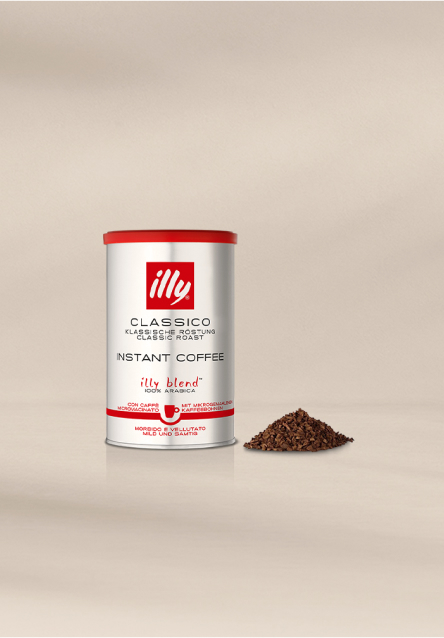 illy
CLASSICO
KLASSISCHE RÖSTUNG
CLASSIC ROAST
INSTANT COFFEE
illy blend™
100% ARABICA
CON CAFFÈ MIT MIKROGEMAHLENEN
MICROMACINATO KAFFEEBOHNEN
MORBIDO E VELLUTATO
MILD UND SAMTIG